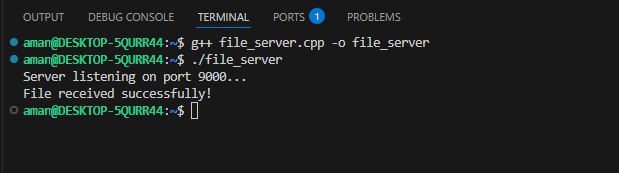 OUTPUT DEBUG CONSOLE TERMINAL PORTS 1 PROBLEMS
aman@DESKTOP-5QURR44:~$ g++ file_server.cpp -o file_server
aman@DESKTOP-5QURR44:~$ ./file_server
Server listening on port 9000...
File received successfully!
aman@DESKTOP-5QURR44:~$